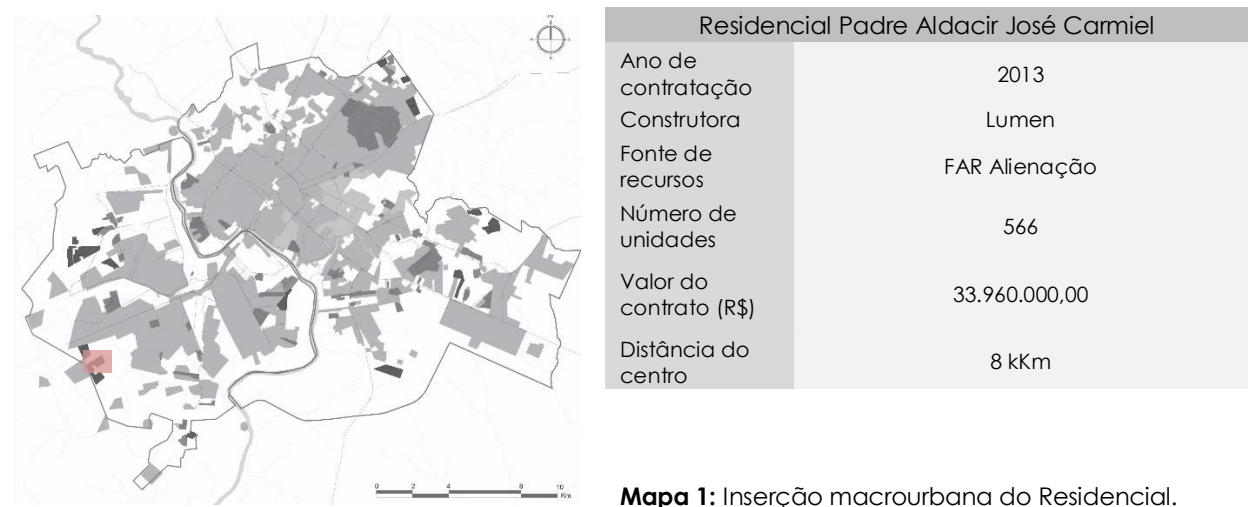 Residencial Padre Aldacir José Carmiel
Ano de
contratação
2013
Construtora
Lumen
Fonte de
recursos
FAR Alienação
Número de
unidades
566
Valor do
contrato (R$)
33.960.000,00
Distância do
centro
8 kKm
0 2 4 8 10
Km
Mapa 1: Inserção macrourbana do Residencial.